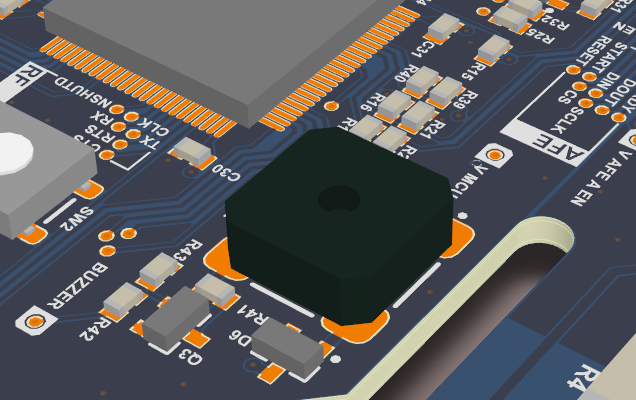 R32
R25
C31
R15
RESET
START
DIN
CS
DOUT
SCLK
AFE
V AFE A EN
V MCU
R40
R39
R16
R21
RF
NSHUTD
RX
RTS
CTS
CLK
TX
C30
SW2
BUZZER
R43
R42
R41
Q3
D6
R4